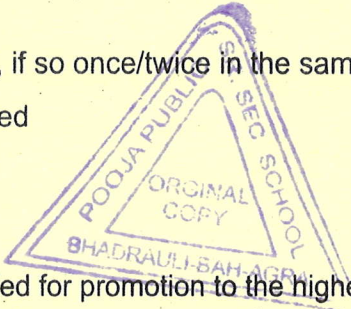 , if so once/twice in the sam
ed
POOJA PUBLIC SR. SEC SCHOOL
ORGINAL
COPY
BHADRAULI-BAH-AGRA
ed for promotion to the highe